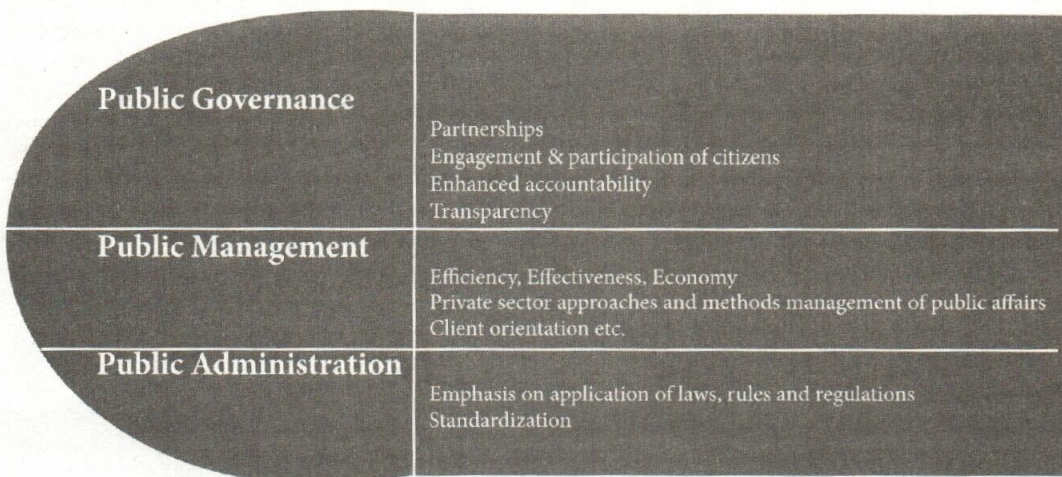 Public Governance
Partnerships
Engagement & participation of citizens
Enhanced accountability
Transparency
Public Management
Efficiency, Effectiveness, Economy
Private sector approaches and methods management of public affairs
Client orientation etc.
Public Administration
Emphasis on application of laws, rules and regulations
Standardization